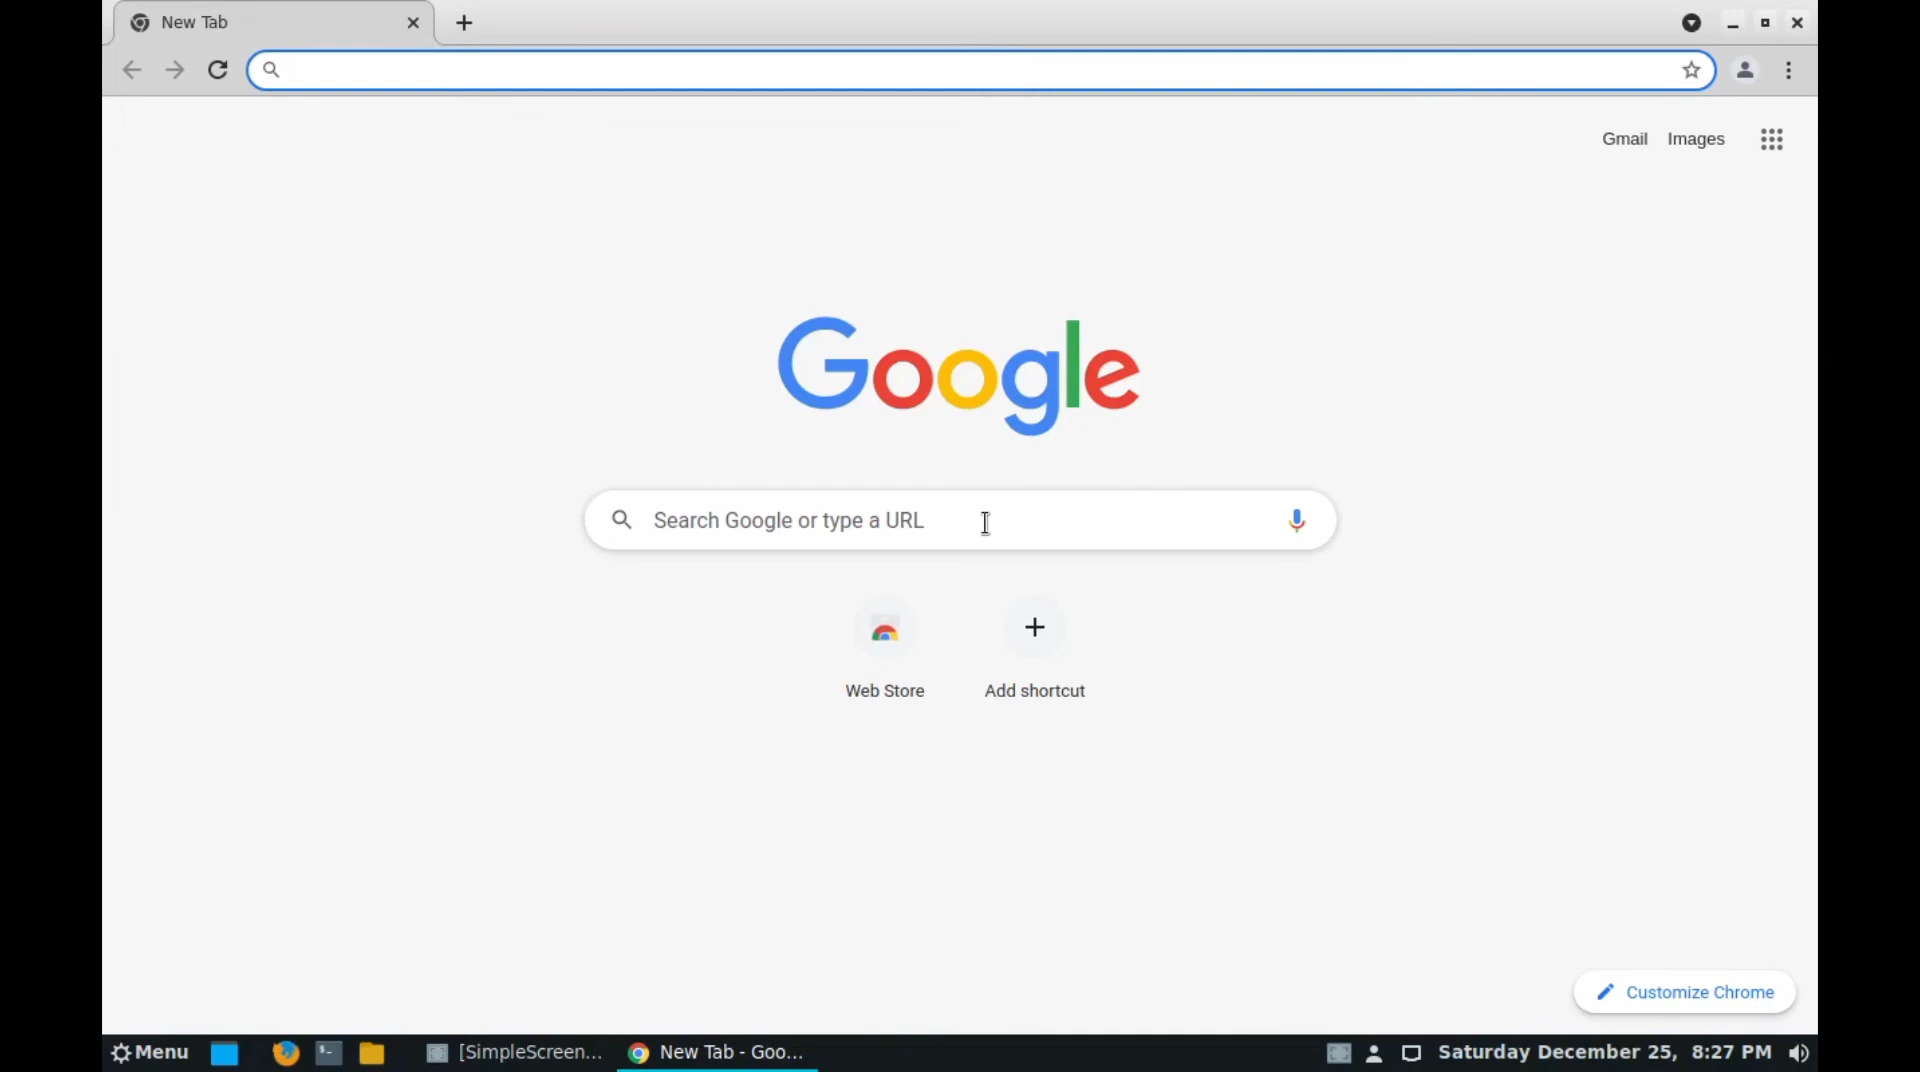 New Tab
Gmail Images
Google
Search Google or type a URL
Web Store
Add shortcut
Customize Chrome
Menu
[SimpleScreen...
New Tab - Goo...
Saturday December 25, 8:27 PM